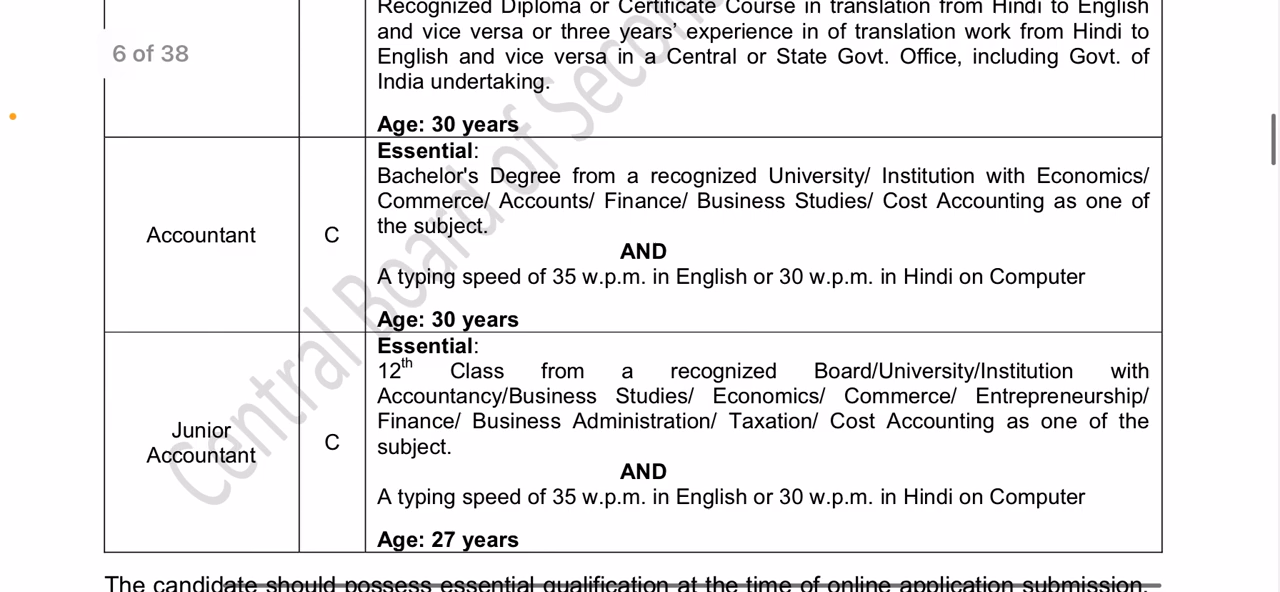 Recognized Diploma or Certificate Course in translation from Hindi to English
6 of 38
and vice versa or three years’ experience in of translation work from Hindi to
English and vice versa in a Central or State Govt. Office, including Govt. of
India undertaking.
Age: 30 years
Accountant
C
Essential:
Bachelor's Degree from a recognized University/ Institution with Economics/
Commerce/ Accounts/ Finance/ Business Studies/ Cost Accounting as one of
the subject.
AND
A typing speed of 35 w.p.m. in English or 30 w.p.m. in Hindi on Computer
Age: 30 years
Junior
Accountant
C
Essential:
12th Class from a recognized Board/University/Institution with
Accountancy/Business Studies/ Economics/ Commerce/ Entrepreneurship/
Finance/ Business Administration/ Taxation/ Cost Accounting as one of the
subject.
AND
A typing speed of 35 w.p.m. in English or 30 w.p.m. in Hindi on Computer
Age: 27 years
The candidate should possess essential qualification at the time of online application submission.
Central Board of Secon